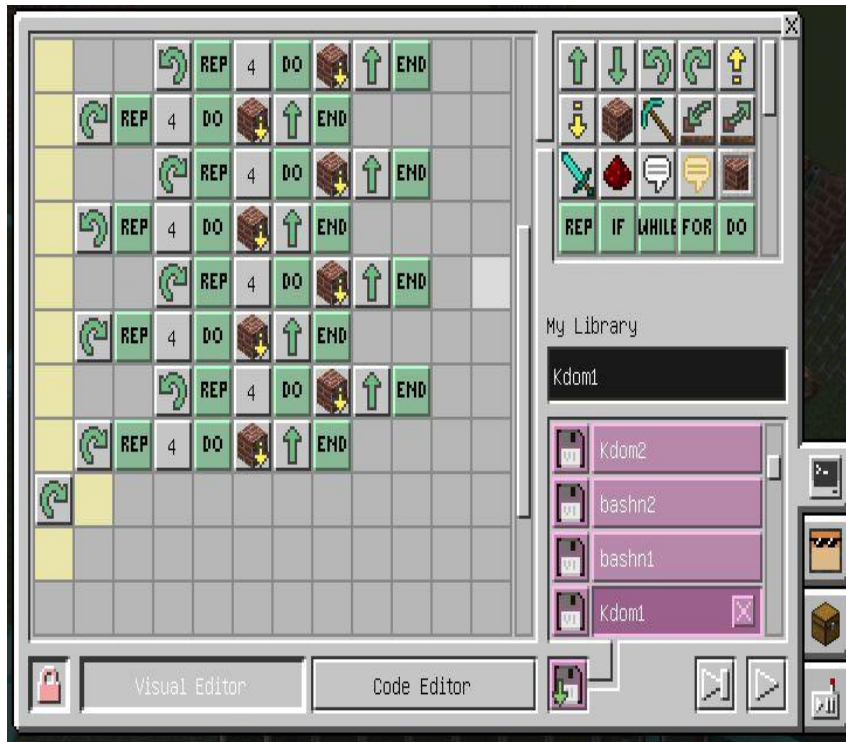 REP 4 DO END
REP 4 DO END
REP 4 DO END
REP 4 DO END
REP 4 DO END
REP 4 DO END
REP 4 DO END
REP 4 DO END
X
REP IF WHILE FOR DO
My Library
Kdom1
Kdom2
bashn2
bashn1
Kdom1 X
Visual Editor
Code Editor